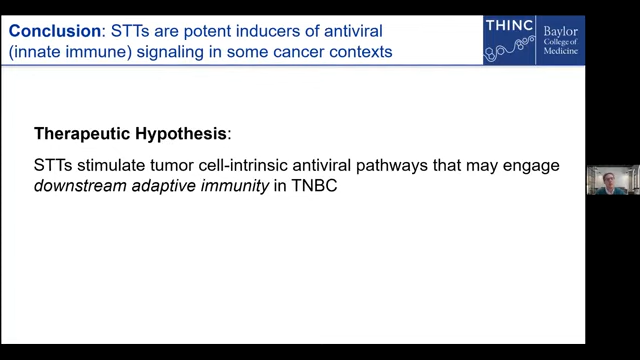 Conclusion: STTs are potent inducers of antiviral
(innate immune) signaling in some cancer contexts
THINC
Baylor
College of
Medicine
Therapeutic Hypothesis:
STTs stimulate tumor cell-intrinsic antiviral pathways that may engage
downstream adaptive immunity in TNBC